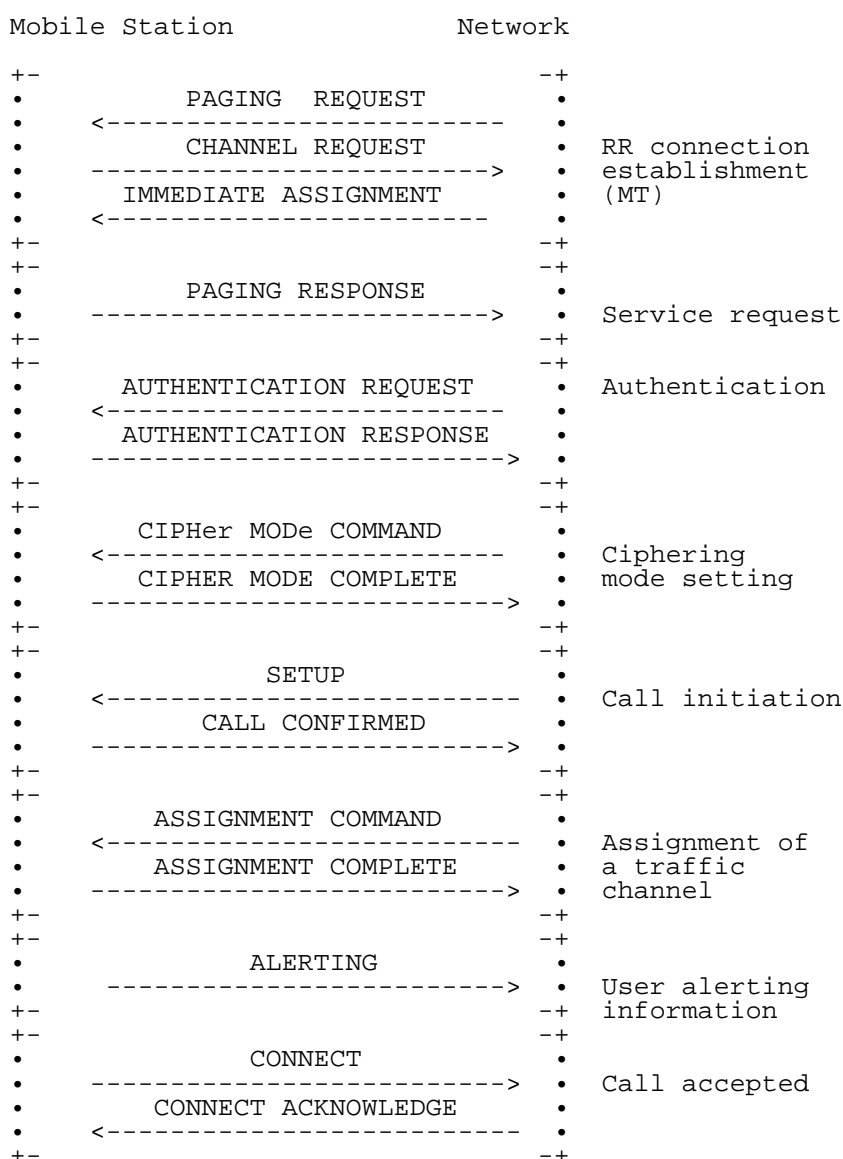 Mobile Station Network
+- -+
• PAGING REQUEST •
• <------------------------- •
• CHANNEL REQUEST • RR connection
• -------------------------> • establishment
• IMMEDIATE ASSIGNMENT • (MT)
• <------------------------ •
+- -+
+- -+
• PAGING RESPONSE •
• -------------------------> • Service request
+- -+
+- -+
• AUTHENTICATION REQUEST • Authentication
• <------------------------- •
• AUTHENTICATION RESPONSE •
• --------------------------> •
+- -+
+- -+
• CIPHer MODe COMMAND •
• <------------------------- • Ciphering
• CIPHER MODE COMPLETE • mode setting
• --------------------------> •
+- -+
+- -+
• SETUP •
• <-------------------------- • Call initiation
• CALL CONFIRMED •
• --------------------------> •
+- -+
+- -+
• ASSIGNMENT COMMAND •
• <-------------------------- • Assignment of
• ASSIGNMENT COMPLETE • a traffic
• --------------------------> • channel
+- -+
+- -+
• ALERTING •
• -------------------------> • User alerting
+- -+ information
+- -+
• CONNECT •
• --------------------------> • Call accepted
• CONNECT ACKNOWLEDGE •
• <-------------------------- •
+- -+